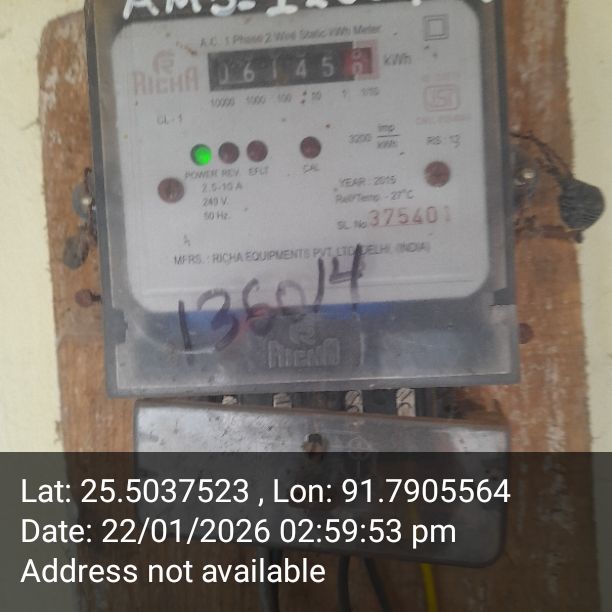 A.C. 1 Phase 2 Wire Static kWh Meter
RICHA
061458 kWh
10000 1000 100 10 1 1/10
CL - 1
3200 imp/kWh
RS : 13
POWER REV. EFLT CAL
2.5-10 A
240 V.
50 Hz.
YEAR : 2015
Ref/Temp. - 27°C
SL. No. 375401
MFRS. : RICHA EQUIPMENTS PVT. LTD. DELHI, (INDIA)
136014
RICHA
Lat: 25.5037523 , Lon: 91.7905564
Date: 22/01/2026 02:59:53 pm
Address not available